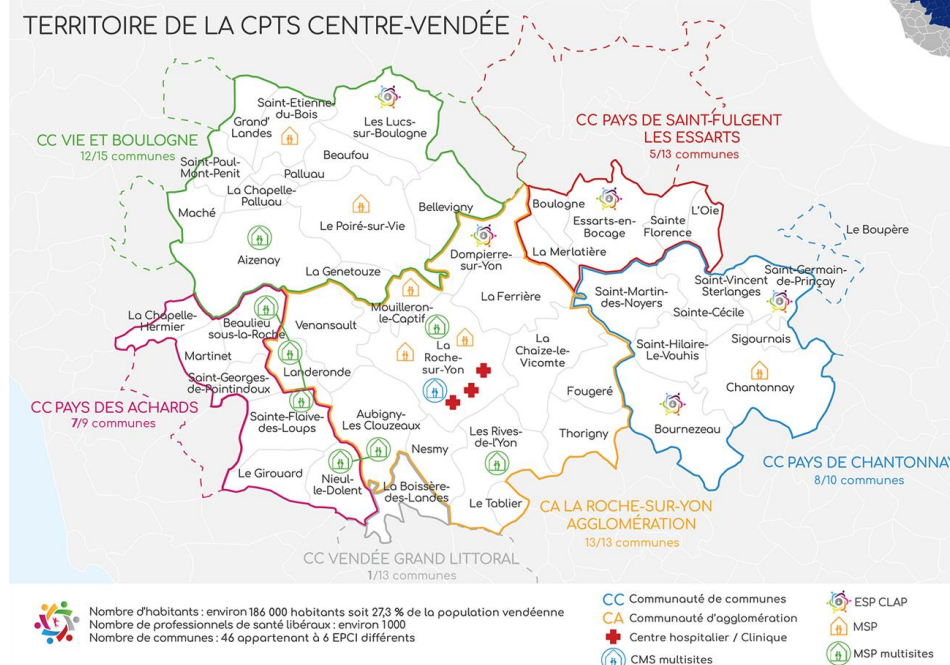 TERRITOIRE DE LA CPTS CENTRE-VENDÉE
CC VIE ET BOULOGNE
12/15 communes
Saint-Etienne-
du-Bois
Grand'
Landes
Les Lucs-
sur-Boulogne
Beaufou
Saint-Paul-
Mont-Penit
Palluau
La Chapelle-
Palluau
Maché
Le Poiré-sur-Vie
Bellevigny
Aizenay
La Genetouze
CC PAYS DE SAINT-FULGENT
LES ESSARTS
5/13 communes
Boulogne
Essarts-en-
Bocage
Sainte
Florence
L'Oie
La Merlatière
Dompierre-
sur-Yon
Le Boupère
Saint-Germain-
de-Prinçay
Saint-Vincent
Sterlanges
Saint-Martin-
des-Noyers
Sainte-Cécile
Sigournais
Saint-Hilaire-
Le-Vouhis
Chantonnay
Bournezeau
CC PAYS DE CHANTONNAY
8/10 communes
La Chapelle-
Hermier
Beaulieu
sous-la-Roche
Martinet
Saint-Georges-
de-Pointindoux
Landeronde
CC PAYS DES ACHARDS
7/9 communes
Sainte-Flaive-
des-Loups
Le Girouard
Nieul-
le-Dolent
Venansault
Mouilleron-
le-Captif
La Ferrière
La
Roche-
sur-Yon
La
Chaize-le-
Vicomte
Fougeré
Thorigny
Aubigny-
Les Clouzeaux
Nesmy
Les Rives-
de-l'Yon
La Boissère-
des-Landes
Le Tablier
CA LA ROCHE-SUR-YON
AGGLOMÉRATION
13/13 communes
CC VENDÉE GRAND LITTORAL
1/13 communes
Nombre d'habitants : environ 186 000 habitants soit 27,3 % de la population vendéenne
Nombre de professionnels de santé libéraux : environ 1000
Nombre de communes : 46 appartenant à 6 EPCI différents
CC Communauté de communes
CA Communauté d'agglomération
Centre hospitalier / Clinique
CMS multisites
ESP CLAP
MSP
MSP multisites